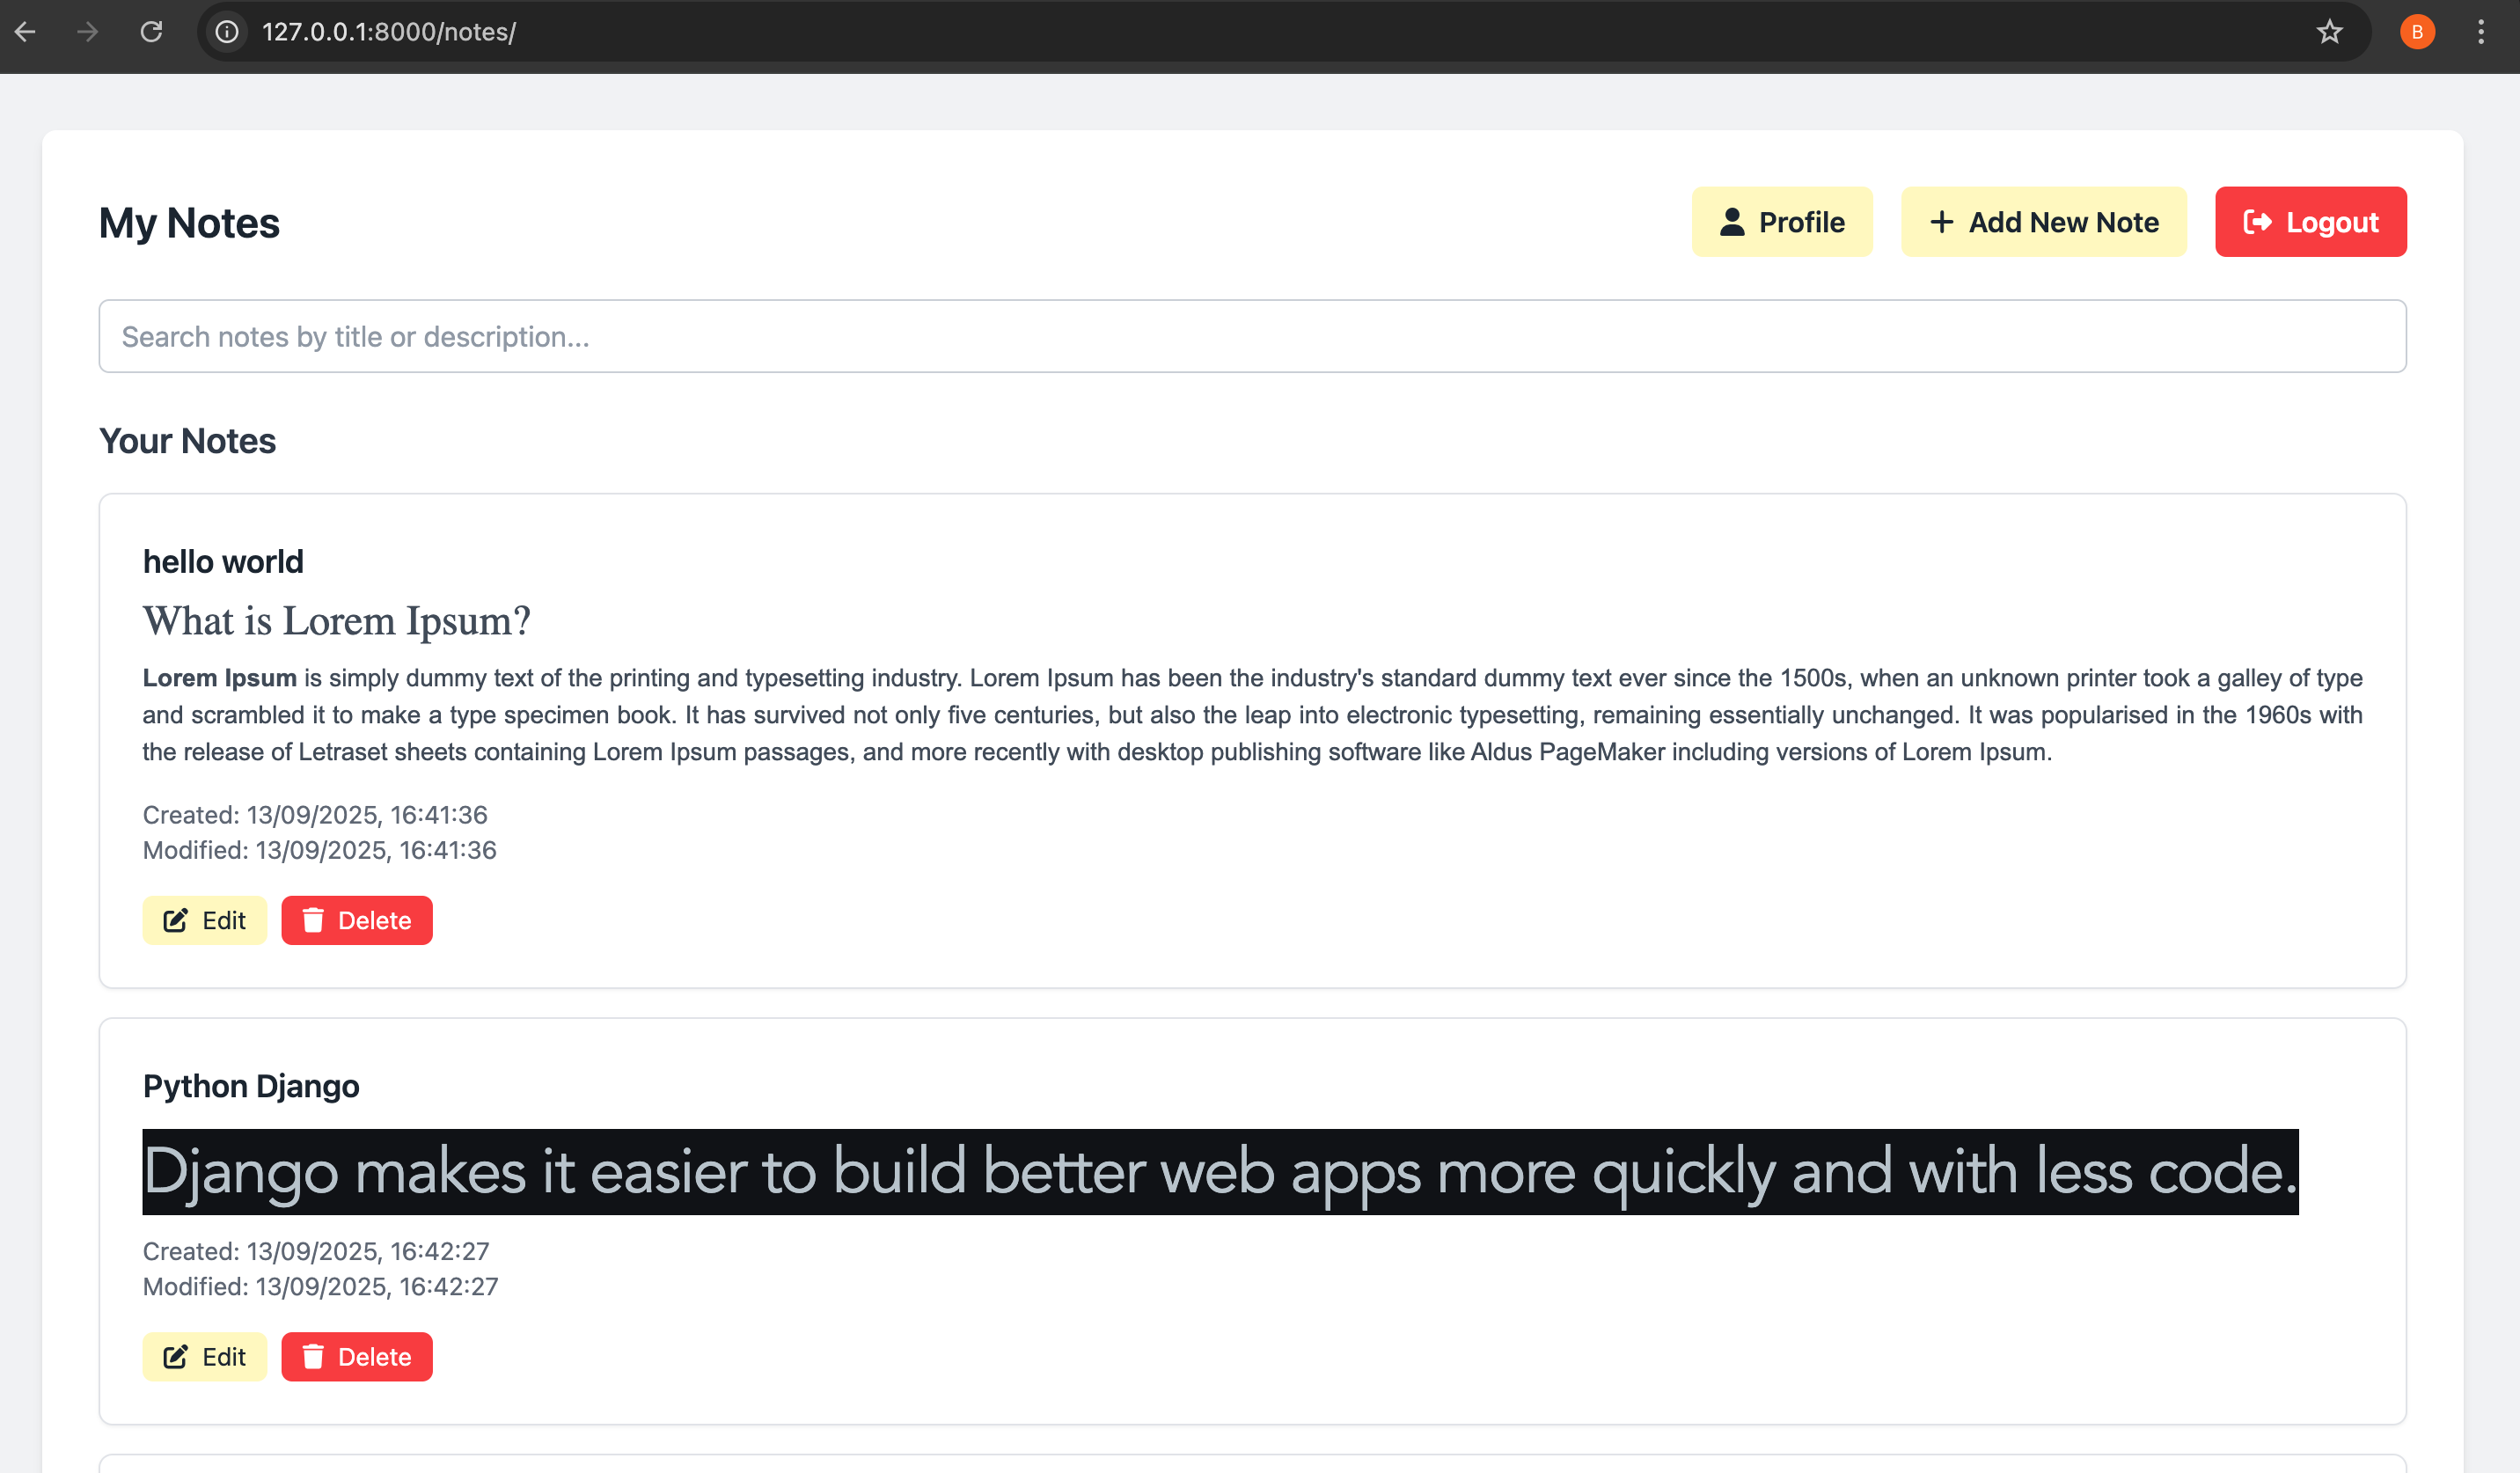 127.0.0.1:8000/notes/
B
My Notes
Profile
Add New Note
Logout
Search notes by title or description...
Your Notes
hello world
What is Lorem Ipsum?
Lorem Ipsum is simply dummy text of the printing and typesetting industry. Lorem Ipsum has been the industry's standard dummy text ever since the 1500s, when an unknown printer took a galley of type
and scrambled it to make a type specimen book. It has survived not only five centuries, but also the leap into electronic typesetting, remaining essentially unchanged. It was popularised in the 1960s with
the release of Letraset sheets containing Lorem Ipsum passages, and more recently with desktop publishing software like Aldus PageMaker including versions of Lorem Ipsum.
Created: 13/09/2025, 16:41:36
Modified: 13/09/2025, 16:41:36
Edit
Delete
Python Django
Django makes it easier to build better web apps more quickly and with less code.
Created: 13/09/2025, 16:42:27
Modified: 13/09/2025, 16:42:27
Edit
Delete